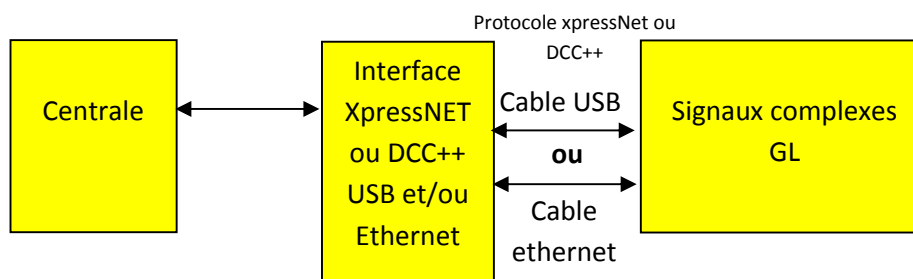 Protocole xpressNet ou
DCC++
Centrale
Interface
XpressNET
ou DCC++
USB et/ou
Ethernet
Cable USB
ou
Cable
ethernet
Signaux complexes
GL